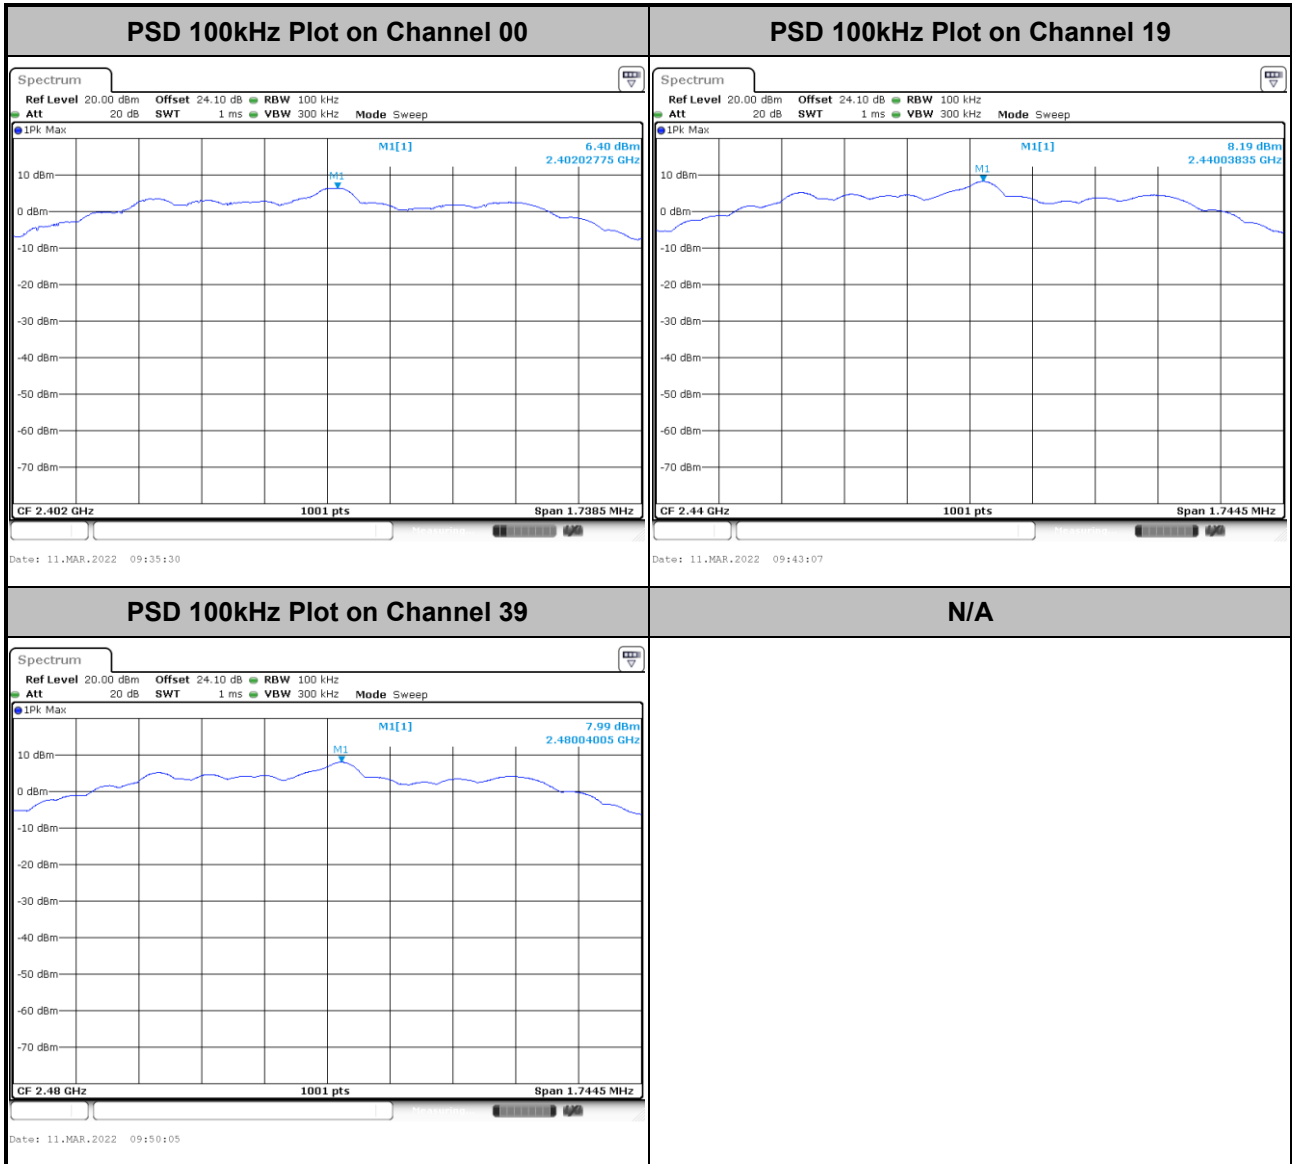 PSD 100kHz Plot on Channel 00
PSD 100kHz Plot on Channel 19
Spectrum
Ref Level 20.00 dBm Offset 24.10 dB RBW 100 kHz
Att 20 dB SWT 1 ms VBW 300 kHz Mode Sweep
1Pk Max
M1[1] 6.40 dBm
2.40202775 GHz
M1
10 dBm
0 dBm
-10 dBm
-20 dBm
-30 dBm
-40 dBm
-50 dBm
-60 dBm
-70 dBm
CF 2.402 GHz 1001 pts Span 1.7385 MHz
Measuring
Date: 11.MAR.2022 09:35:30
Spectrum
Ref Level 20.00 dBm Offset 24.10 dB RBW 100 kHz
Att 20 dB SWT 1 ms VBW 300 kHz Mode Sweep
1Pk Max
M1[1] 8.19 dBm
2.44003835 GHz
M1
10 dBm
0 dBm
-10 dBm
-20 dBm
-30 dBm
-40 dBm
-50 dBm
-60 dBm
-70 dBm
CF 2.44 GHz 1001 pts Span 1.7445 MHz
Measuring
Date: 11.MAR.2022 09:43:07
PSD 100kHz Plot on Channel 39
N/A
Spectrum
Ref Level 20.00 dBm Offset 24.10 dB RBW 100 kHz
Att 20 dB SWT 1 ms VBW 300 kHz Mode Sweep
1Pk Max
M1[1] 7.99 dBm
2.48004005 GHz
M1
10 dBm
0 dBm
-10 dBm
-20 dBm
-30 dBm
-40 dBm
-50 dBm
-60 dBm
-70 dBm
CF 2.48 GHz 1001 pts Span 1.7445 MHz
Measuring
Date: 11.MAR.2022 09:50:05